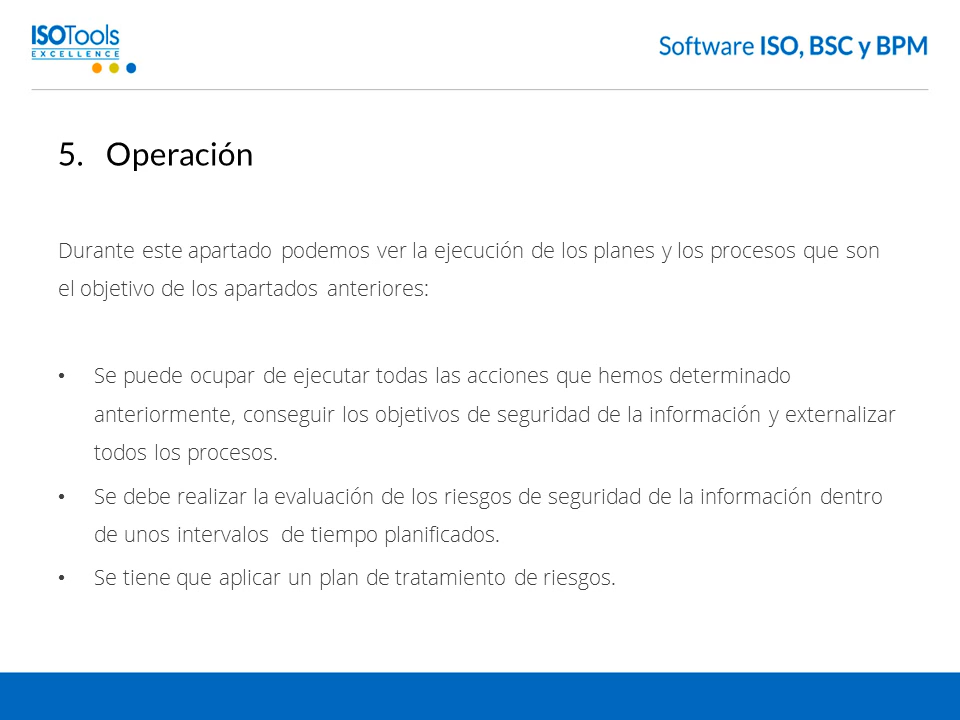 ISOTools
EXCELLENCE
Software ISO, BSC y BPM
5. Operación
Durante este apartado podemos ver la ejecución de los planes y los procesos que son
el objetivo de los apartados anteriores:
• Se puede ocupar de ejecutar todas las acciones que hemos determinado
anteriormente, conseguir los objetivos de seguridad de la información y externalizar
todos los procesos.
• Se debe realizar la evaluación de los riesgos de seguridad de la información dentro
de unos intervalos de tiempo planificados.
• Se tiene que aplicar un plan de tratamiento de riesgos.